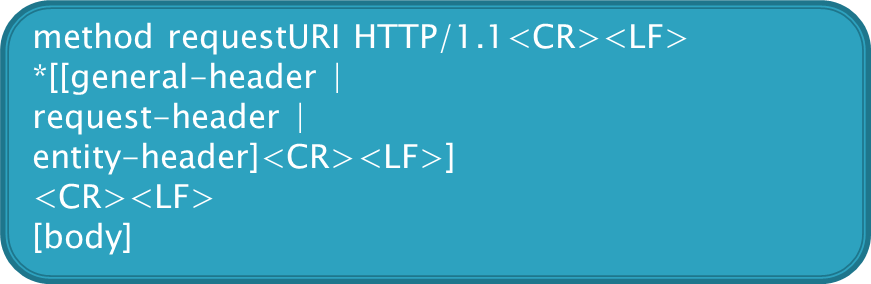 method requestURI HTTP/1.1<CR><LF>
*[[general-header |
request-header |
entity-header]<CR><LF>]
<CR><LF>
[body]